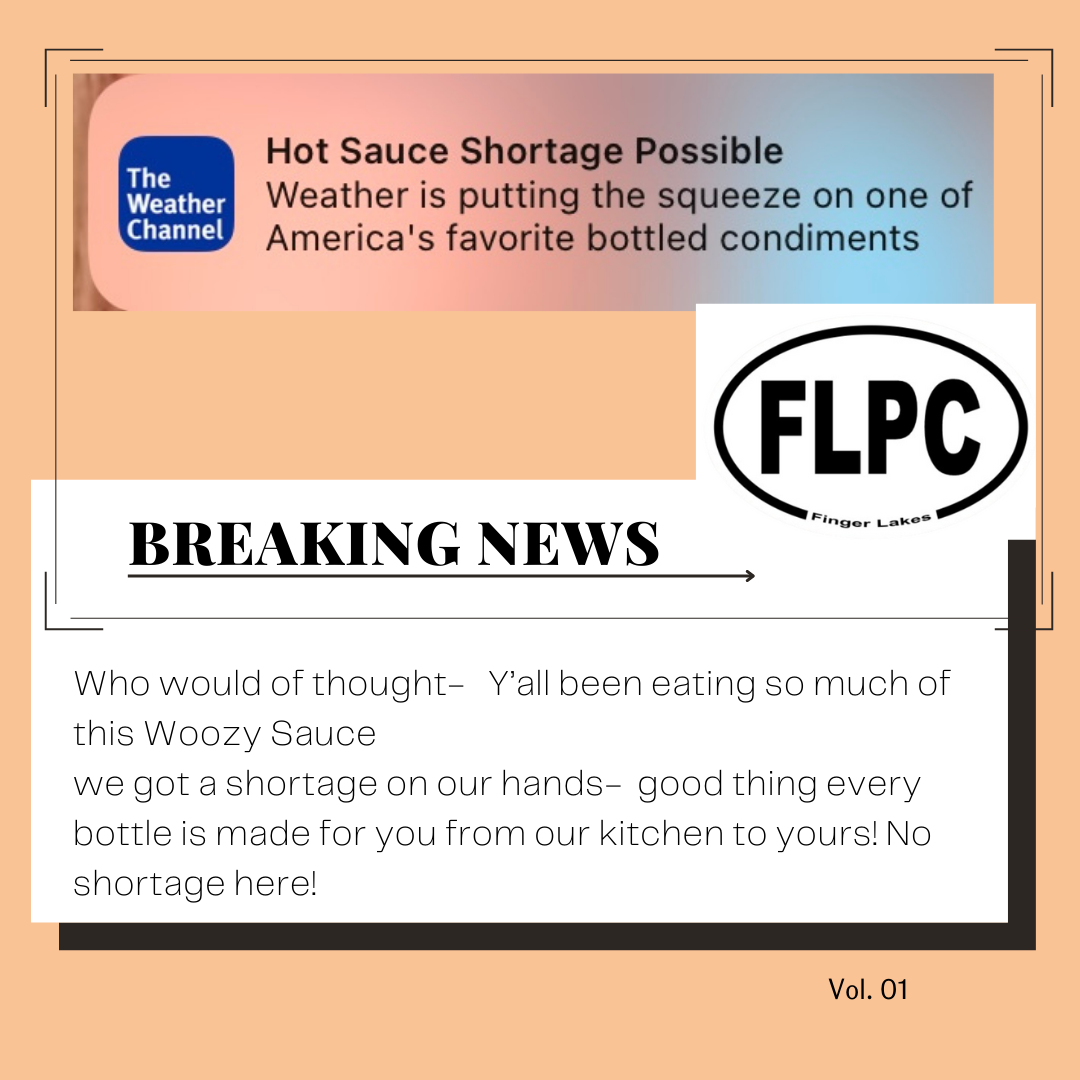 The
Weather
Channel
Hot Sauce Shortage Possible
Weather is putting the squeeze on one of
America's favorite bottled condiments
FLPC
Finger Lakes
BREAKING NEWS
Who would of thought– Y'all been eating so much of
this Woozy Sauce
we got a shortage on our hands– good thing every
bottle is made for you from our kitchen to yours! No
shortage here!
Vol. 01